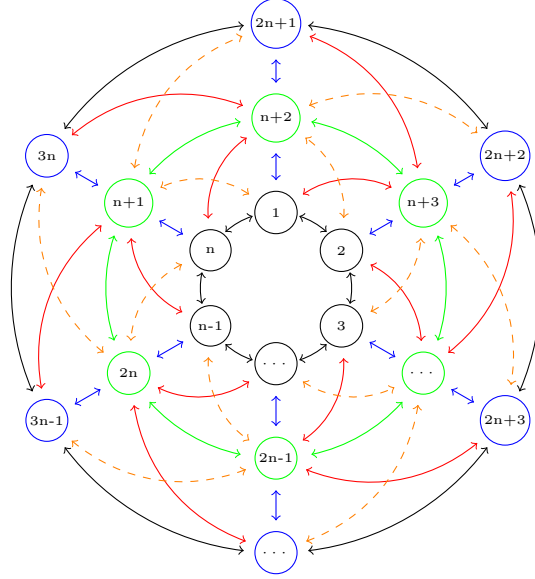 2n+1
n+2
3n
2n+2
n+1
1
n+3
n
2
n-1
3
· · ·
2n
· · ·
3n-1
2n+3
2n-1
· · ·